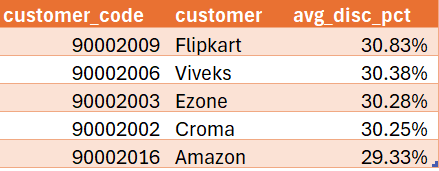 customer_code customer avg_disc_pct
90002009 Flipkart 30.83%
90002006 Viveks 30.38%
90002003 Ezone 30.28%
90002002 Croma 30.25%
90002016 Amazon 29.33%